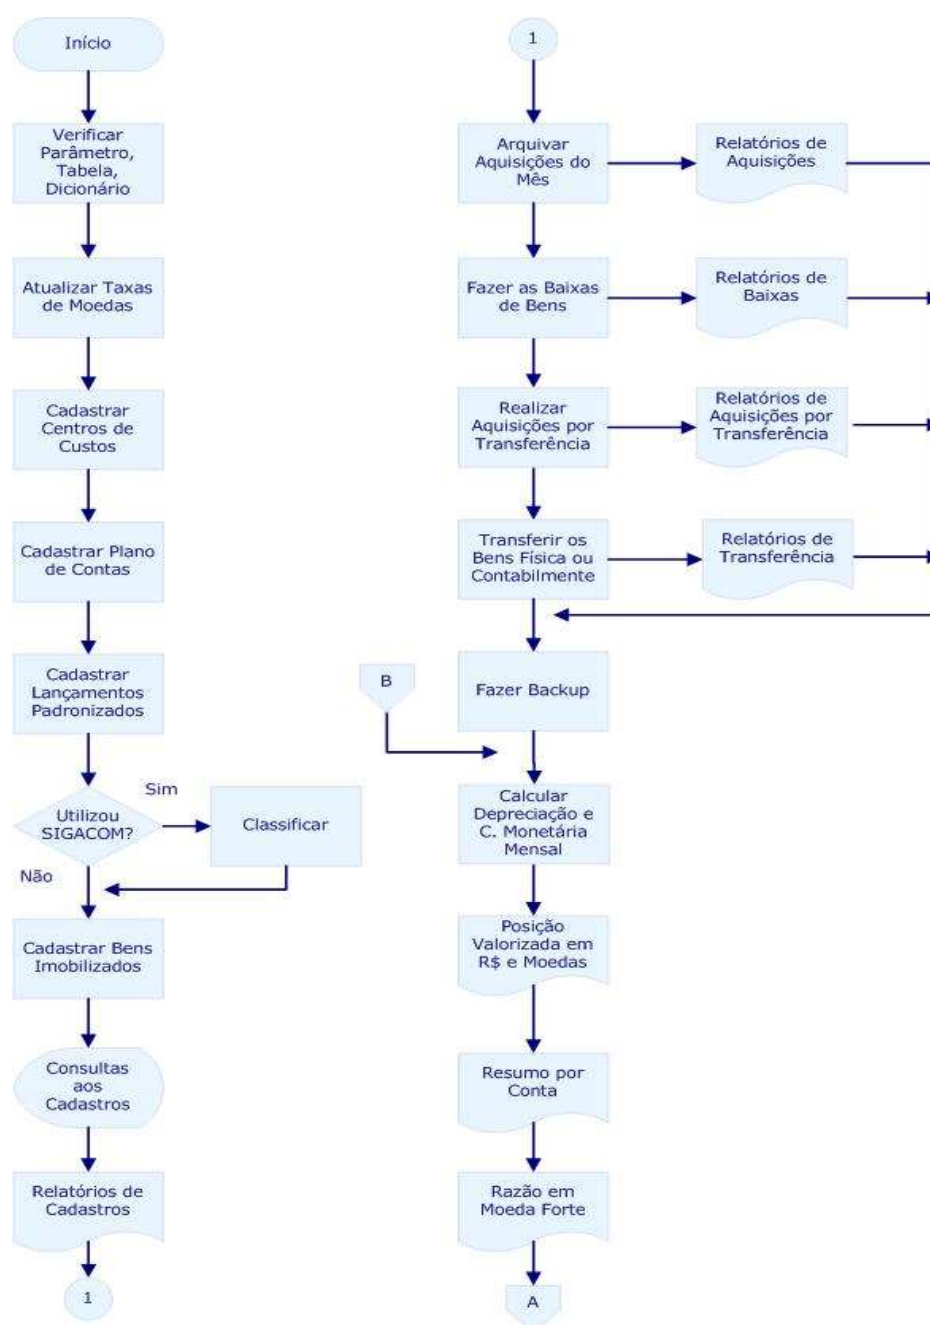 Início
Verificar
Parâmetro,
Tabela,
Dicionário
Atualizar Taxas
de Moedas
Cadastrar
Centros de
Custos
Cadastrar Plano
de Contas
Cadastrar
Lançamentos
Padronizados
Utilizou
SIGACOM?
Sim
Classificar
Não
Cadastrar Bens
Imobilizados
Consultas
aos
Cadastros
Relatórios de
Cadastros
1
1
Arquivar
Aquisições do
Mês
Relatórios de
Aquisições
Fazer as Baixas
de Bens
Relatórios de
Baixas
Realizar
Aquisições por
Transferência
Relatórios de
Aquisições por
Transferência
Transferir os
Bens Física ou
Contabilmente
Relatórios de
Transferência
B
Fazer Backup
Calcular
Depreciação e
C. Monetária
Mensal
Posição
Valorizada em
R$ e Moedas
Resumo por
Conta
Razão em
Moeda Forte
A